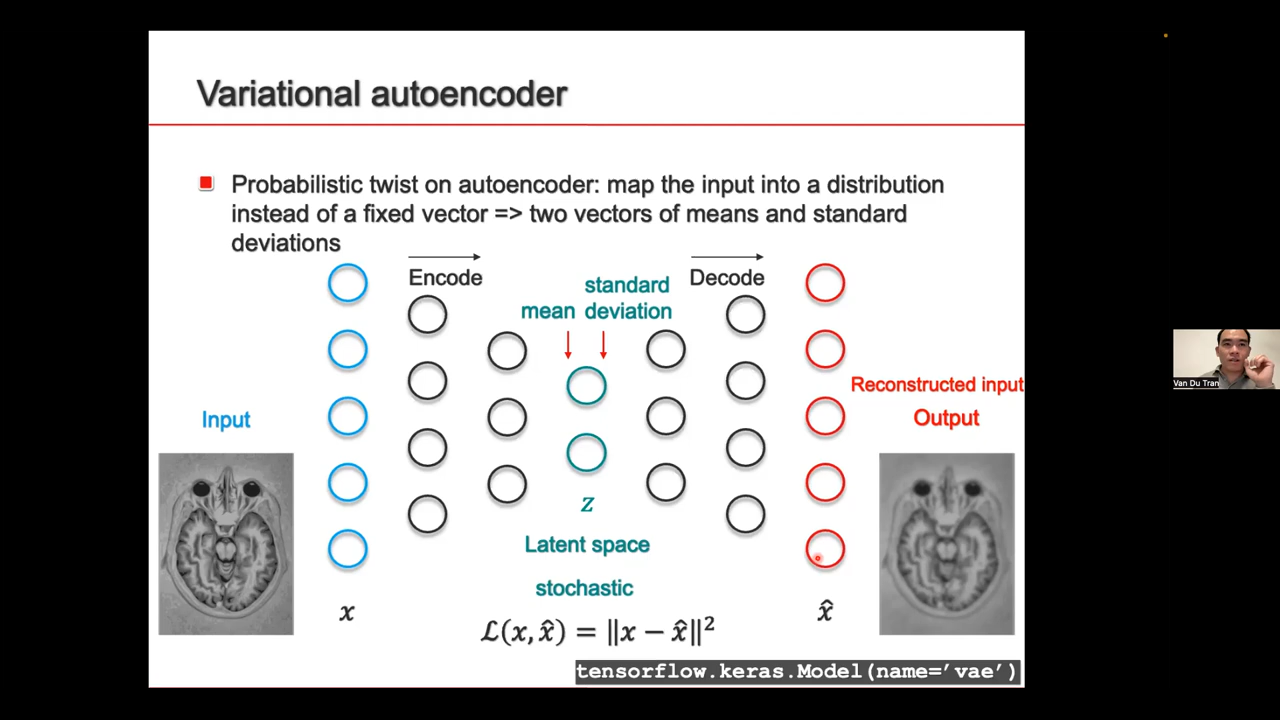 Variational autoencoder
Probabilistic twist on autoencoder: map the input into a distribution
instead of a fixed vector => two vectors of means and standard
deviations
Encode
standard
mean deviation
Decode
Input
Reconstructed input
Output
z
Latent space
stochastic
x
x̂
ℒ(x, x̂) = ‖x − x̂‖²
tensorflow.keras.Model(name=’vae’)
Van Du Tran